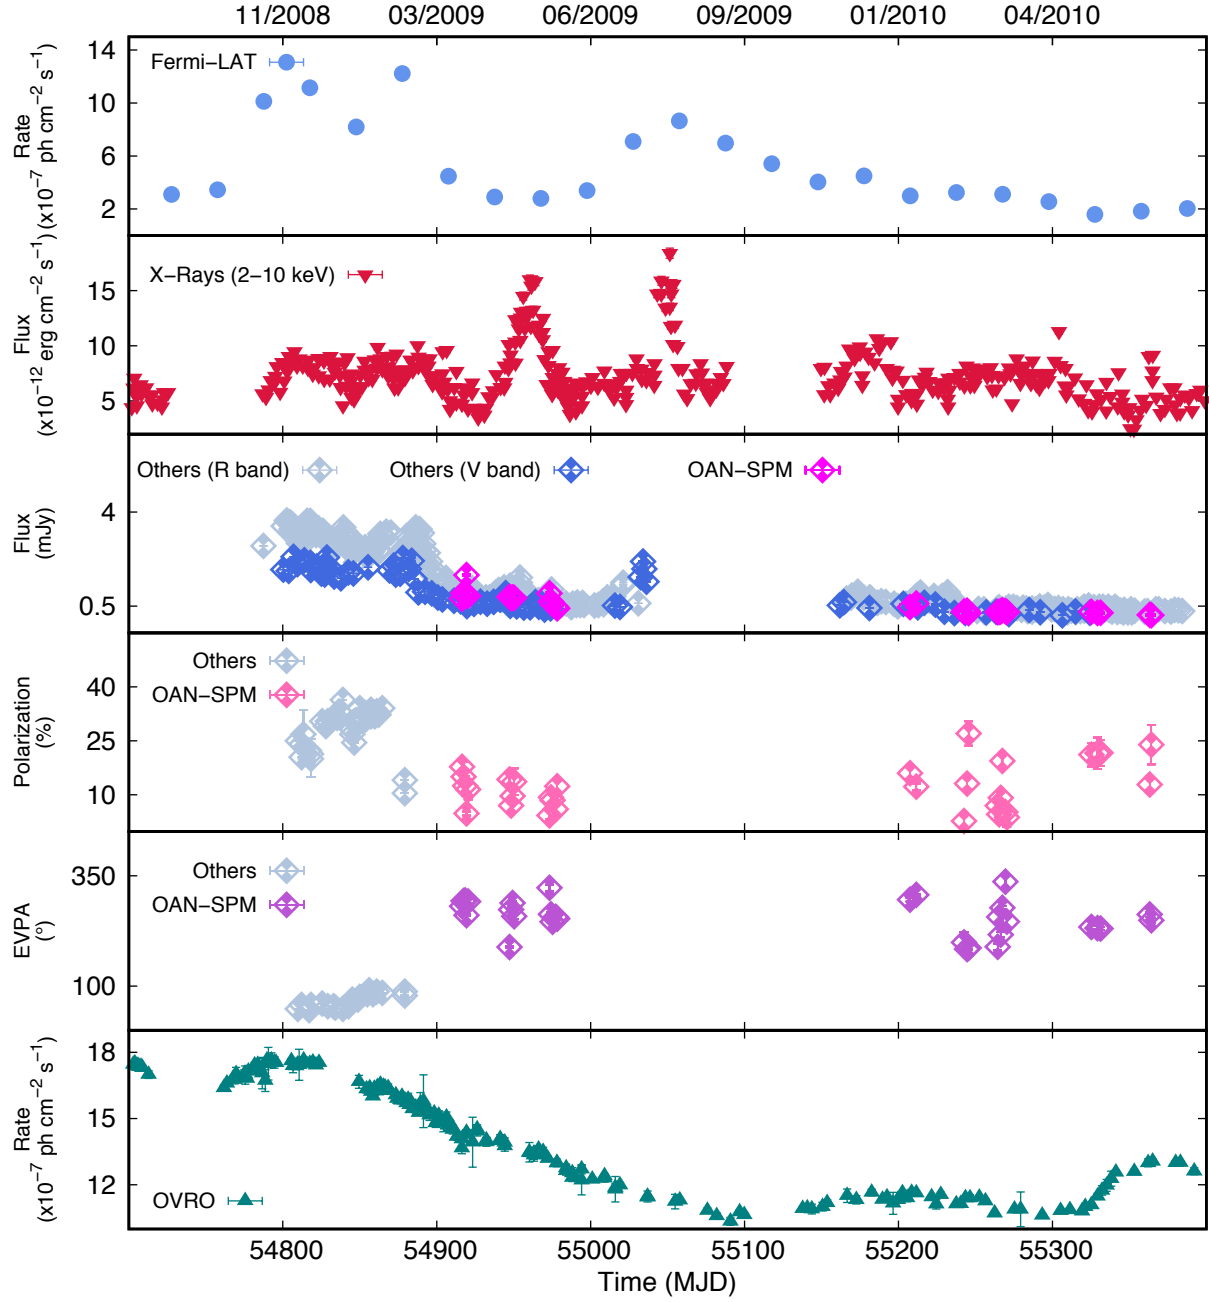 11/2008 03/2009 06/2009 09/2009 01/2010 04/2010
Rate
(x10−7 ph cm−2 s−1)
14
10
6
2
Fermi−LAT
Flux
(x10−12 erg cm−2 s−1)
15
10
5
X−Rays (2−10 keV)
Flux
(mJy)
4
0.5
Others (R band) Others (V band) OAN−SPM
Polarization
(%)
40
25
10
Others
OAN−SPM
EVPA
(°)
350
100
Others
OAN−SPM
Rate
(x10−7 ph cm−2 s−1)
18
15
12
OVRO
54800 54900 55000 55100 55200 55300
Time (MJD)